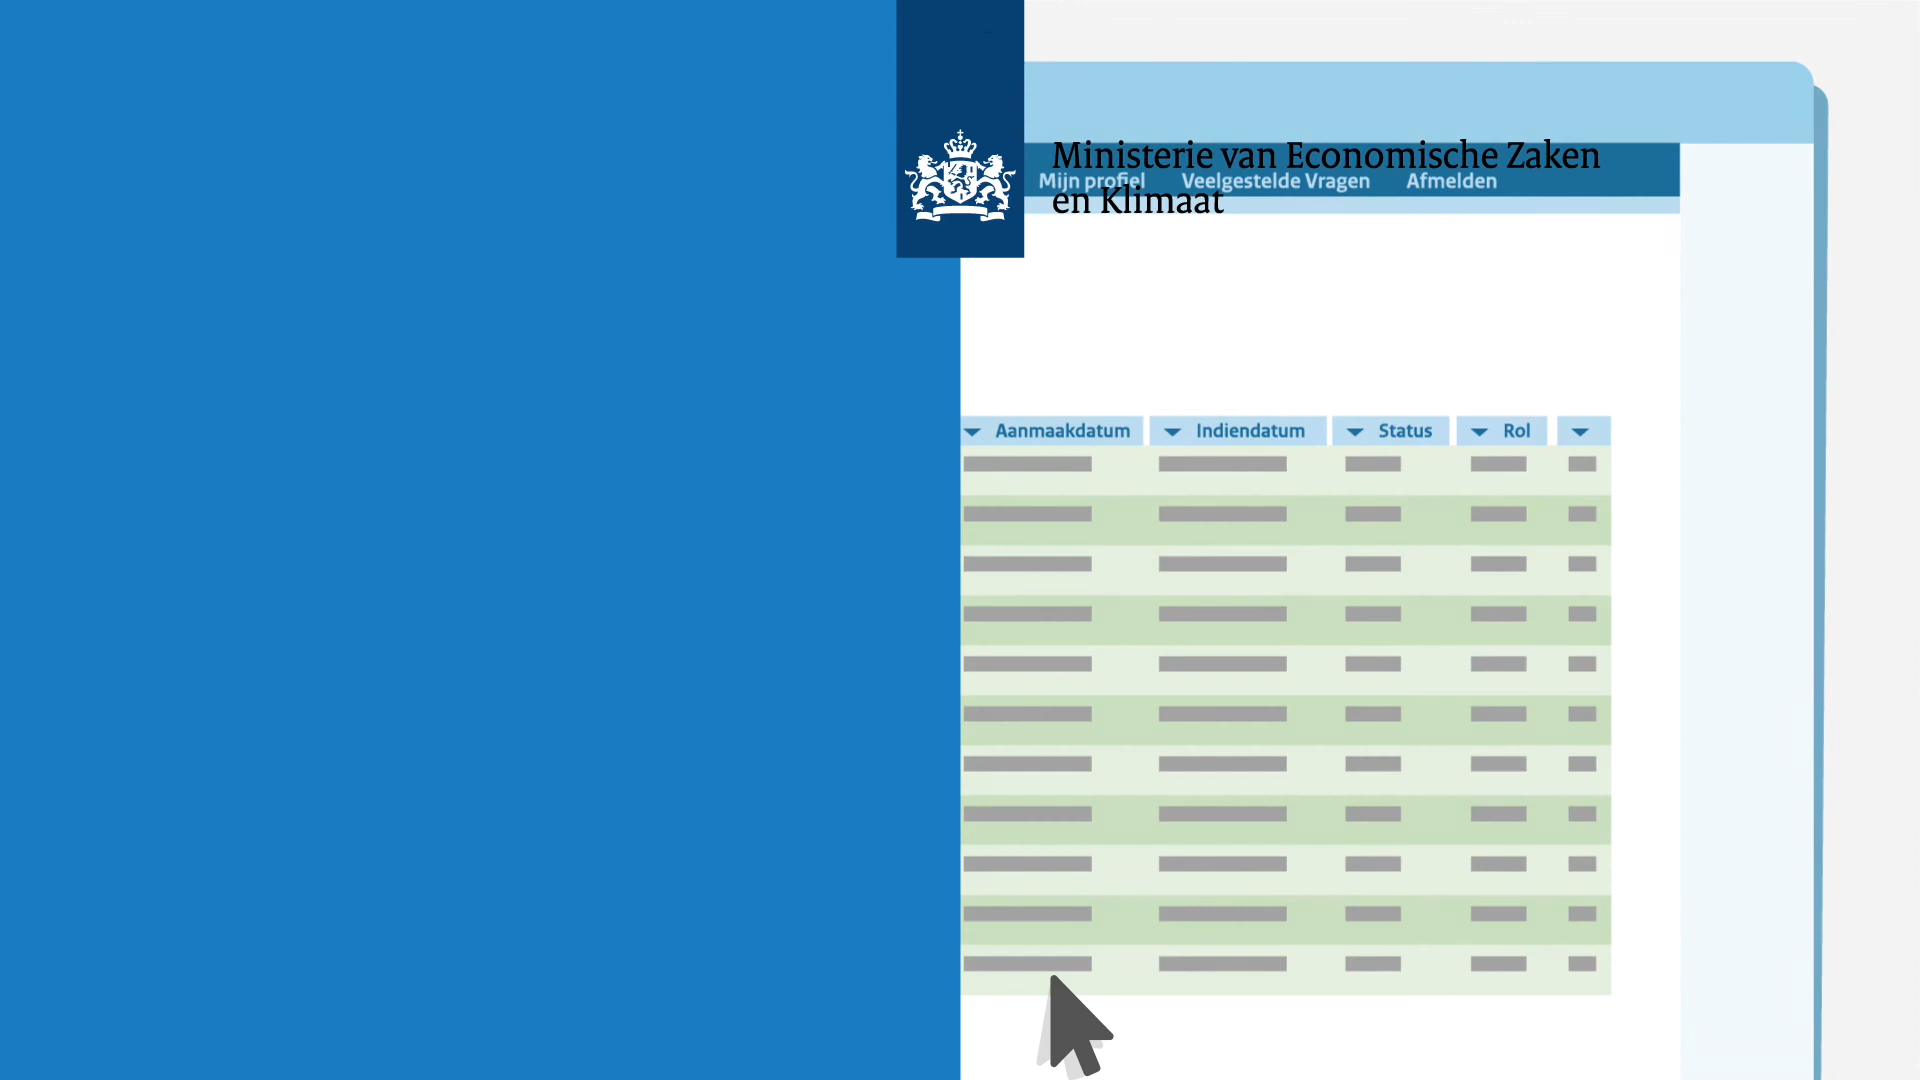 Ministerie van Economische Zaken
en Klimaat
Mijn profiel Veelgestelde Vragen Afmelden
Aanmaakdatum Indiendatum Status Rol